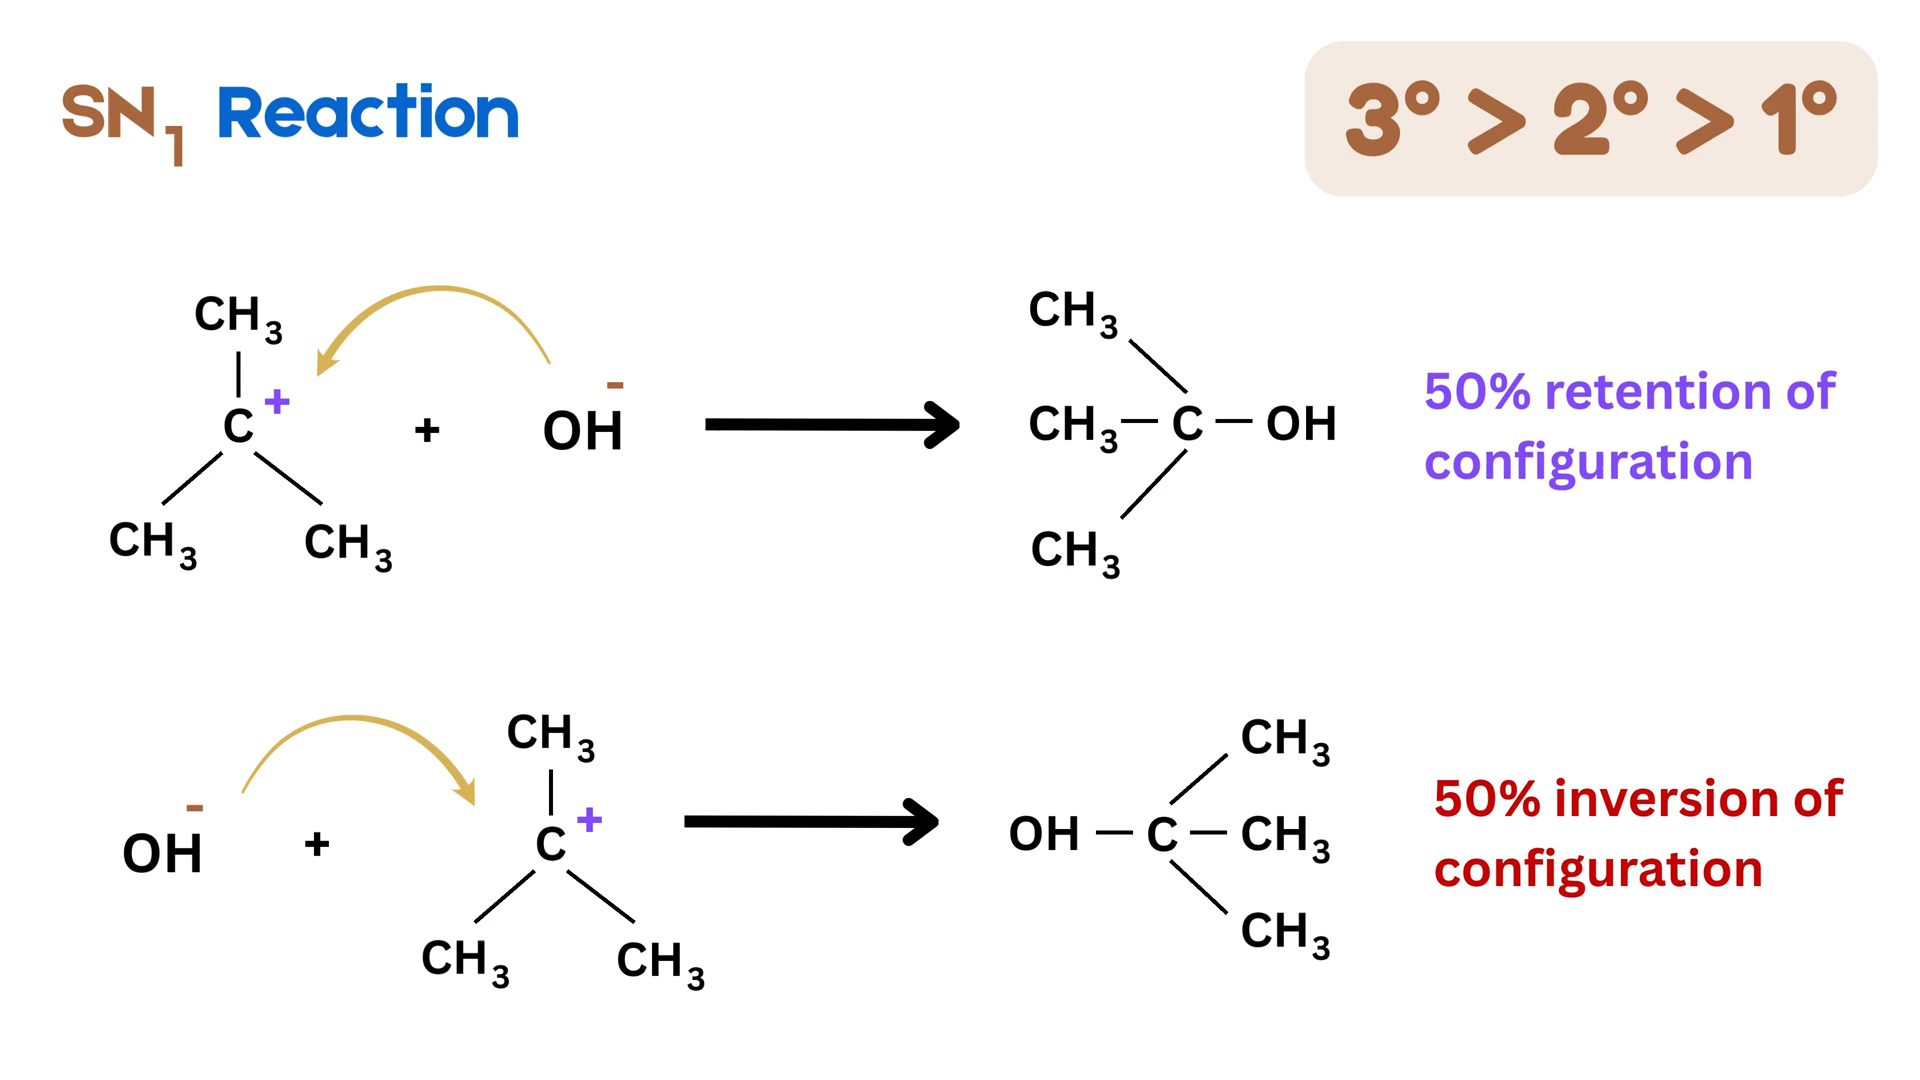 SN₁ Reaction
3° > 2° > 1°
CH₃
C⁺
CH₃ CH₃
+
OH⁻
CH₃
CH₃ — C — OH
CH₃
50% retention of
configuration
OH⁻
+
CH₃
C⁺
CH₃ CH₃
CH₃
OH — C — CH₃
CH₃
50% inversion of
configuration